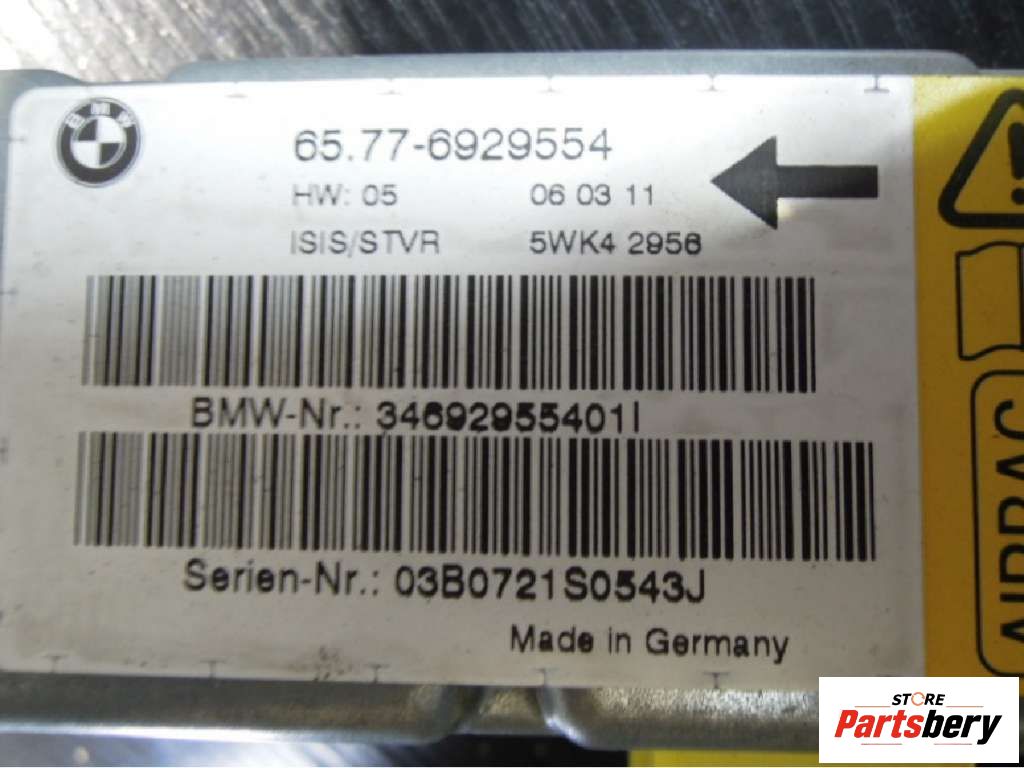 BMW
65.77-6929554
HW: 05 06 03 11
ISIS/STVR 5WK4 2956
BMW-Nr.: 34692955401I
Serien-Nr.: 03B0721S0543J
Made in Germany
AIRBAG
STORE
Partsbery